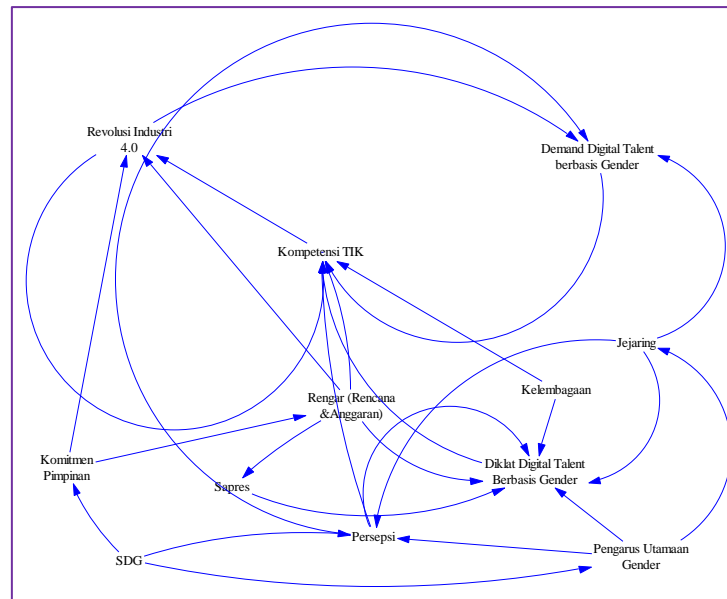 Revolusi Industri
4.0
Demand Digital Talent
berbasis Gender
Kompetensi TIK
Jejaring
Kelembagaan
Rengar (Rencana
&Anggaran)
Komitmen
Pimpinan
Diklat Digital Talent
Berbasis Gender
Sapres
Persepsi
Pengarus Utamaan
Gender
SDG